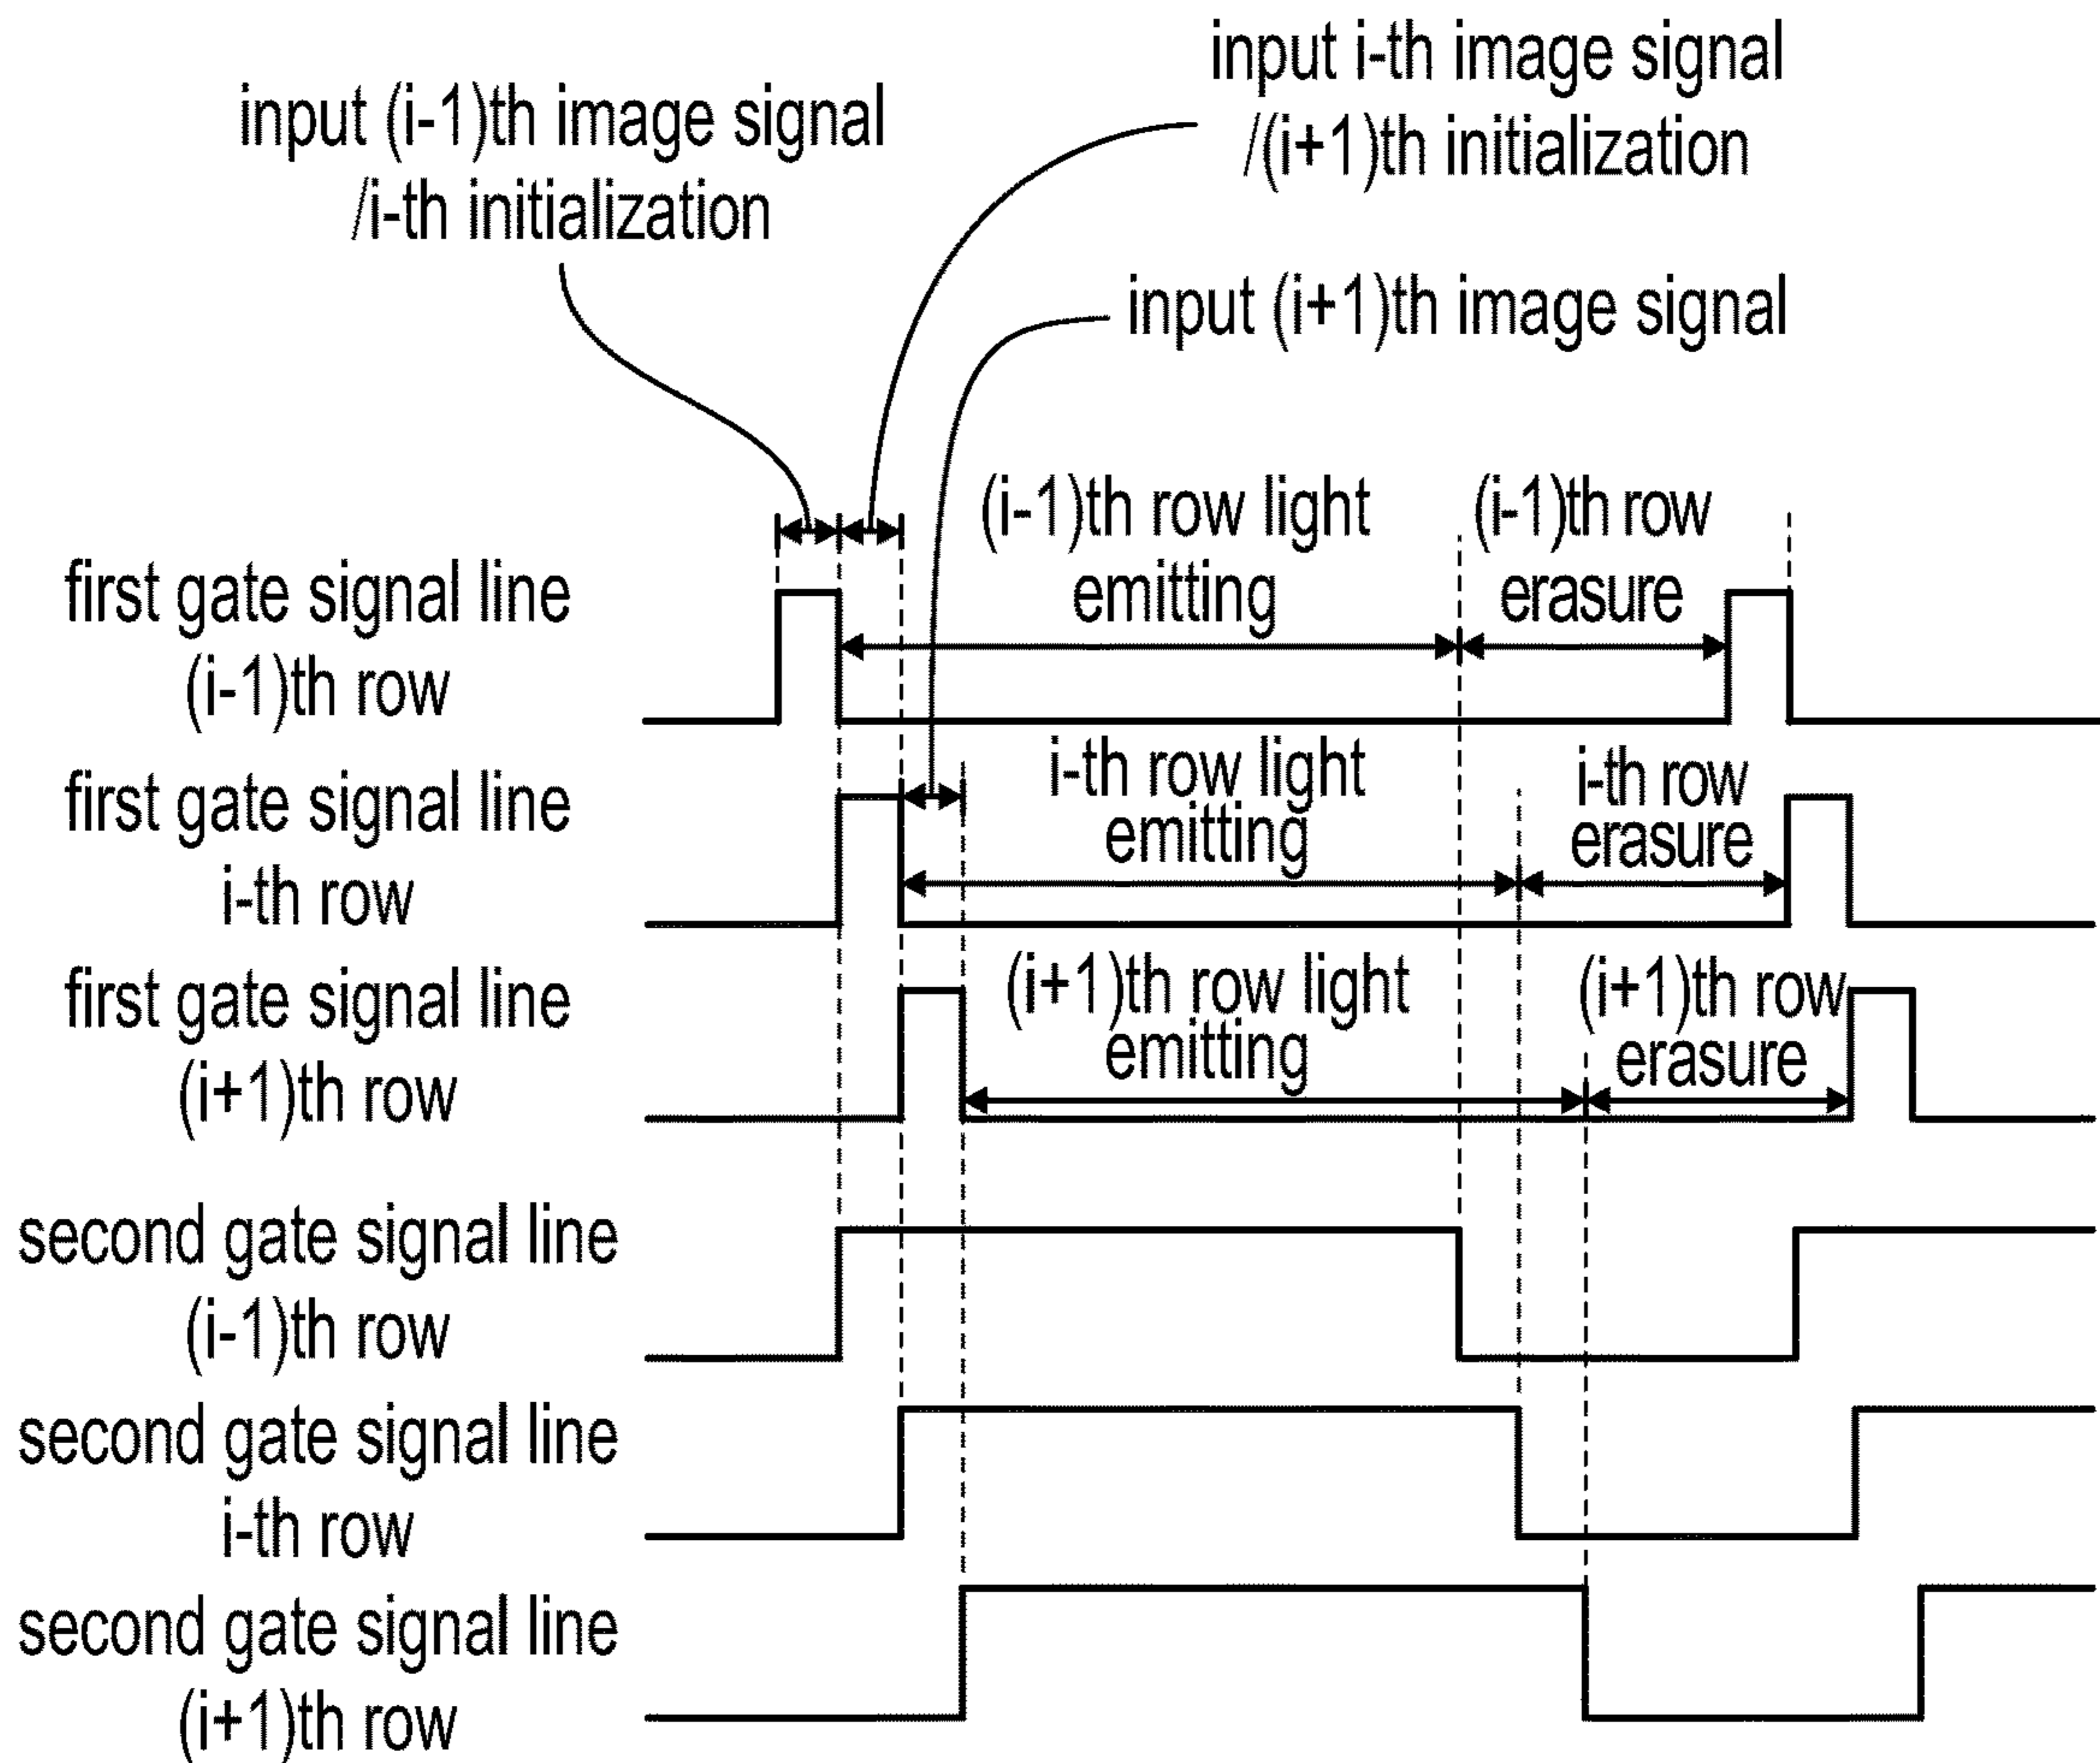 input (i-1)th image signal
/i-th initialization
input i-th image signal
/(i+1)th initialization
input (i+1)th image signal
(i-1)th row light
emitting
(i-1)th row
erasure
first gate signal line
(i-1)th row
i-th row light
emitting
i-th row
erasure
first gate signal line
i-th row
(i+1)th row light
emitting
(i+1)th row
erasure
first gate signal line
(i+1)th row
second gate signal line
(i-1)th row
second gate signal line
i-th row
second gate signal line
(i+1)th row